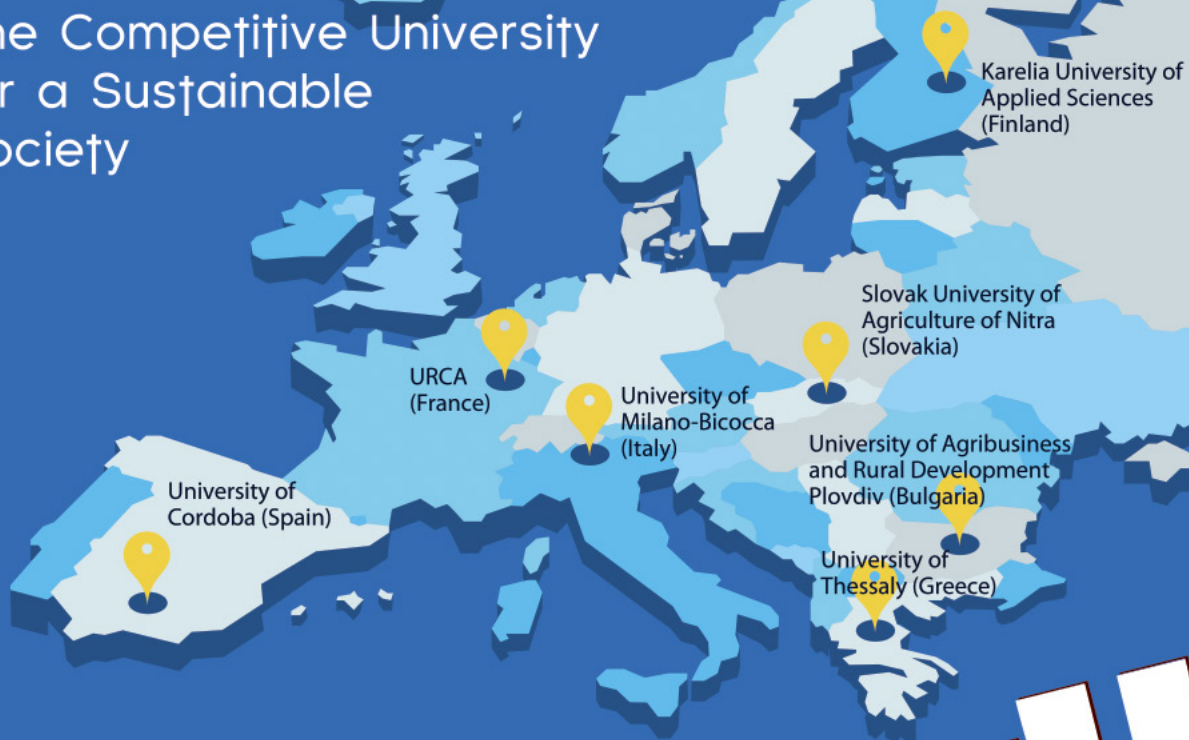 he Competitive University
r a Sustainable
ociety
Karelia University of
Applied Sciences
(Finland)
Slovak University of
Agriculture of Nitra
(Slovakia)
URCA
(France)
University of
Milano-Bicocca
(Italy)
University of Agribusiness
and Rural Development
Plovdiv (Bulgaria)
University of
Cordoba (Spain)
University of
Thessaly (Greece)